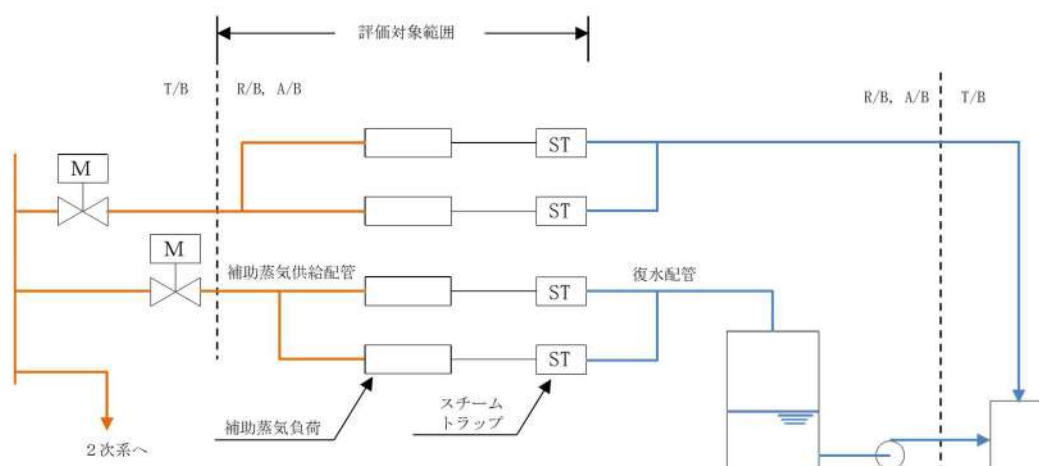 評価対象範囲
T/B
R/B, A/B
R/B, A/B
T/B
M
ST
ST
M
補助蒸気供給配管
復水配管
ST
ST
スチーム
トラップ
補助蒸気負荷
2次系へ